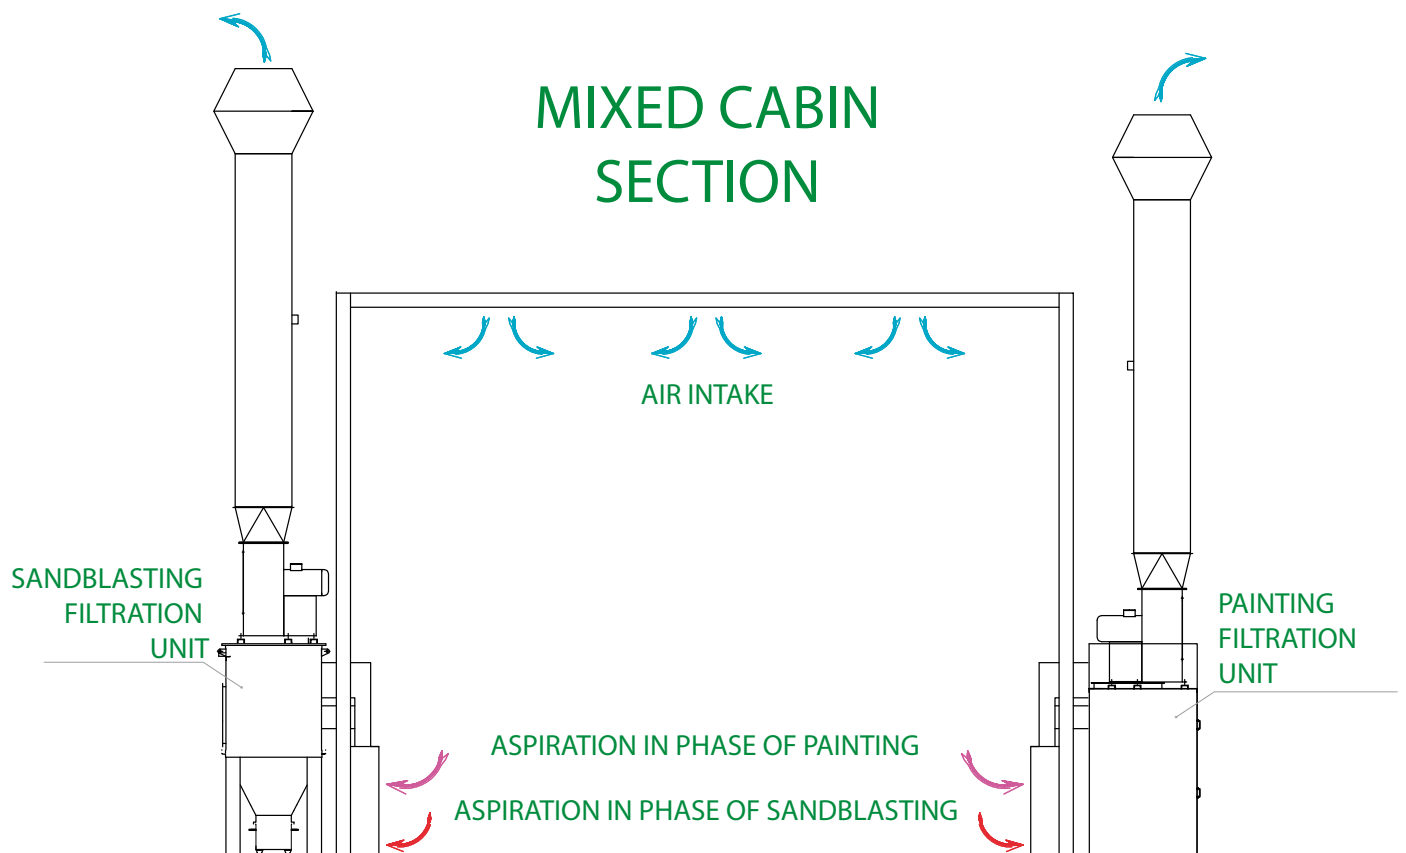 MIXED CABIN
SECTION
AIR INTAKE
SANDBLASTING
FILTRATION
UNIT
PAINTING
FILTRATION
UNIT
ASPIRATION IN PHASE OF PAINTING
ASPIRATION IN PHASE OF SANDBLASTING